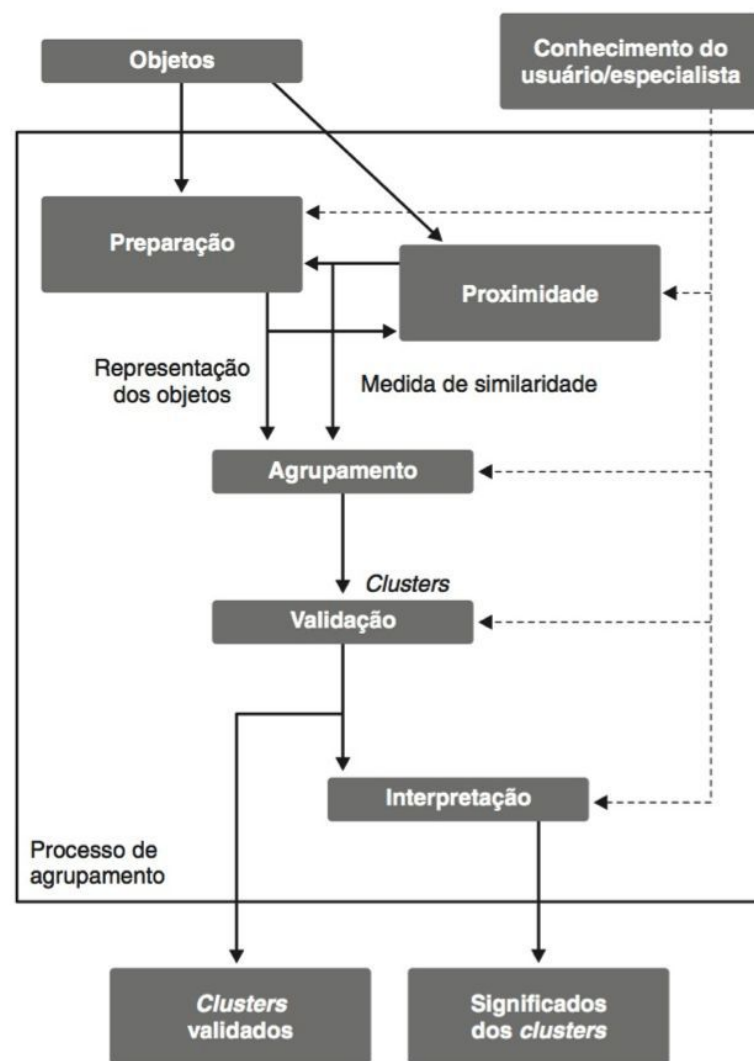 Objetos
Conhecimento do
usuário/especialista
Preparação
Proximidade
Representação
dos objetos
Medida de similaridade
Agrupamento
Clusters
Validação
Interpretação
Processo de
agrupamento
Clusters
validados
Significados
dos clusters